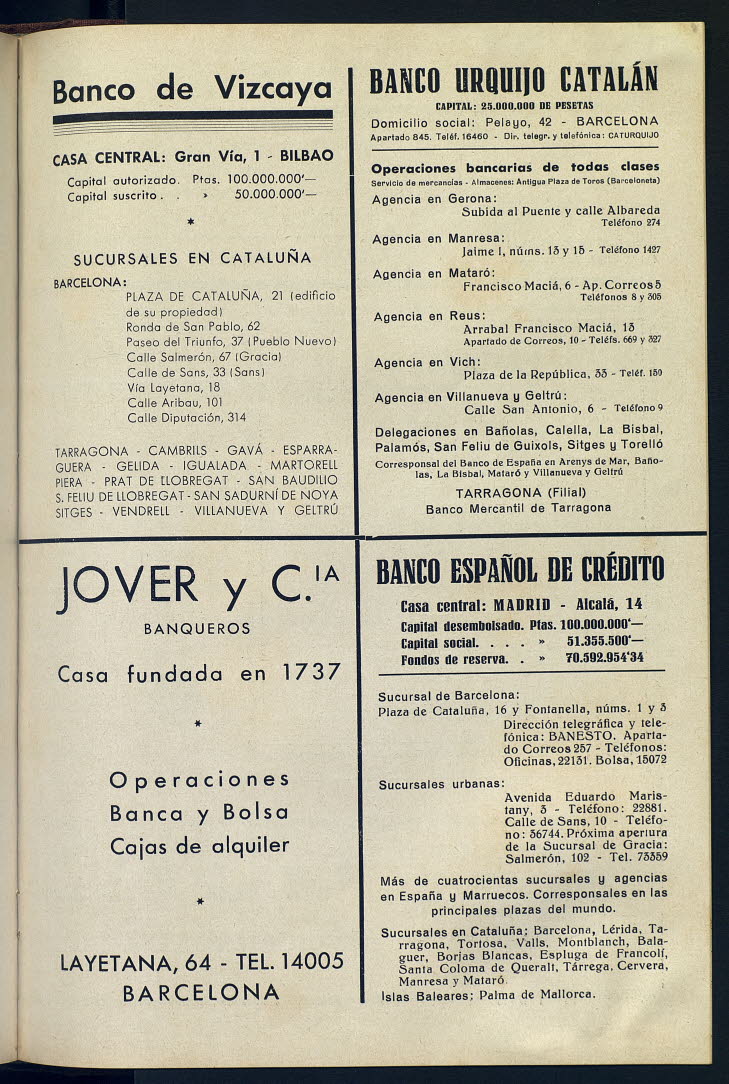 Banco de Vizcaya
CASA CENTRAL: Gran Vía, 1 - BILBAO
Capital autorizado. Ptas. 100.000.000'—
Capital suscrito . . » 50.000.000'—
*
SUCURSALES EN CATALUÑA
BARCELONA:
PLAZA DE CATALUÑA, 21 (edificio
de su propiedad)
Ronda de San Pablo, 62
Paseo del Triunfo, 37 (Pueblo Nuevo)
Calle Salmerón, 67 (Gracia)
Calle de Sans, 33 (Sans)
Vía Layetana, 18
Calle Aribau, 101
Calle Diputación, 314
TARRAGONA - CAMBRILS - GAVÁ - ESPARRA-
GUERA - GELIDA - IGUALADA - MARTORELL
PIERA - PRAT DE LLOBREGAT - SAN BAUDILIO
S. FELIU DE LLOBREGAT - SAN SADURNÍ DE NOYA
SITGES - VENDRELL - VILLANUEVA Y GELTRÚ
BANCO URQUIJO CATALÁN
CAPITAL: 25.000.000 DE PESETAS
Domicilio social: Pelayo, 42 - BARCELONA
Apartado 845. Teléf. 16460 - Dir. telegr. y telefónica: CATURQUIJO
Operaciones bancarias de todas clases
Servicio de mercancías - Almacenes: Antigua Plaza de Toros (Barceloneta)
Agencia en Gerona:
Subida al Puente y calle Albareda
Teléfono 274
Agencia en Manresa:
Jaime I, núms. 13 y 15 - Teléfono 1427
Agencia en Mataró:
Francisco Maciá, 6 - Ap. Correos 5
Teléfonos 8 y 305
Agencia en Reus:
Arrabal Francisco Maciá, 13
Apartado de Correos, 10 - Teléfs. 669 y 327
Agencia en Vich:
Plaza de la República, 33 - Teléf. 150
Agencia en Villanueva y Geltrú:
Calle San Antonio, 6 - Teléfono 9
Delegaciones en Bañolas, Calella, La Bisbal,
Palamós, San Feliu de Guixols, Sitges y Torelló
Corresponsal del Banco de España en Arenys de Mar, Baño-
las, La Bisbal, Mataró y Villanueva y Geltrú
TARRAGONA (Filial)
Banco Mercantil de Tarragona
JOVER y C.IA
BANQUEROS
Casa fundada en 1737
*
Operaciones
Banca y Bolsa
Cajas de alquiler
*
LAYETANA, 64 - TEL. 14005
BARCELONA
BANCO ESPAÑOL DE CRÉDITO
Casa central: MADRID - Alcalá, 14
Capital desembolsado. Ptas. 100.000.000'—
Capital social. . . . » 51.355.500'—
Fondos de reserva. . » 70.592.954'34
Sucursal de Barcelona:
Plaza de Cataluña, 16 y Fontanella, núms. 1 y 3
Dirección telegráfica y tele-
fónica: BANESTO. Aparta-
do Correos 257 - Teléfonos:
Oficinas, 22131. Bolsa, 15072
Sucursales urbanas:
Avenida Eduardo Maris-
tany, 3 - Teléfono: 22881.
Calle de Sans, 10 - Teléfo-
no: 36744. Próxima apertura
de la Sucursal de Gracia:
Salmerón, 102 - Tel. 73359
Más de cuatrocientas sucursales y agencias
en España y Marruecos. Corresponsales en las
principales plazas del mundo.
Sucursales en Cataluña; Barcelona, Lérida, Ta-
rragona, Tortosa, Valls, Montblanch, Bala-
guer, Borjas Blancas, Espluga de Francolí,
Santa Coloma de Queralt, Tárrega, Cervera,
Manresa y Mataró.
Islas Baleares; Palma de Mallorca.